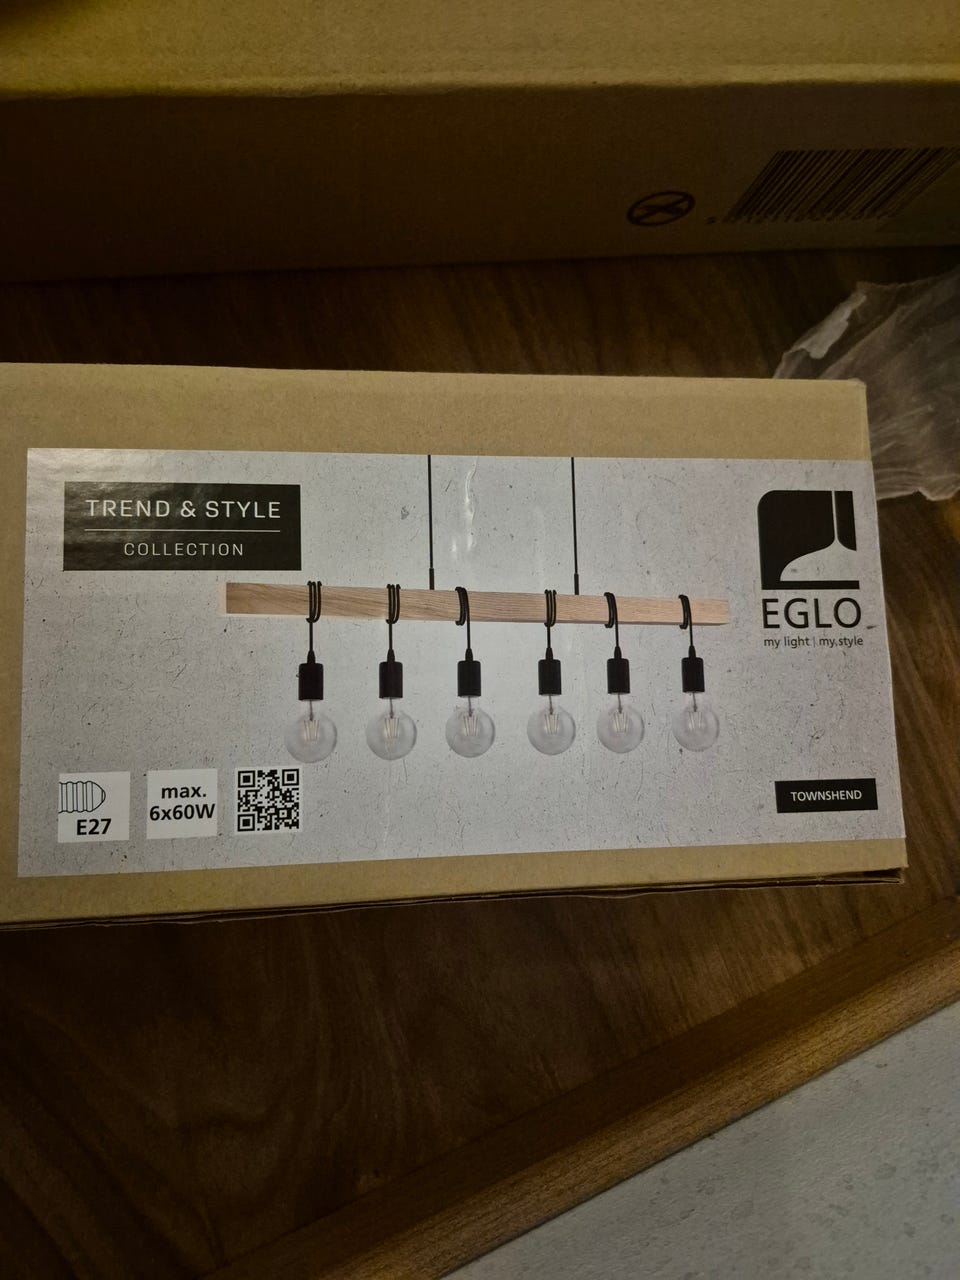 TREND & STYLE
COLLECTION
EGLO
my light | my style
E27
max.
6x60W
TOWNSHEND